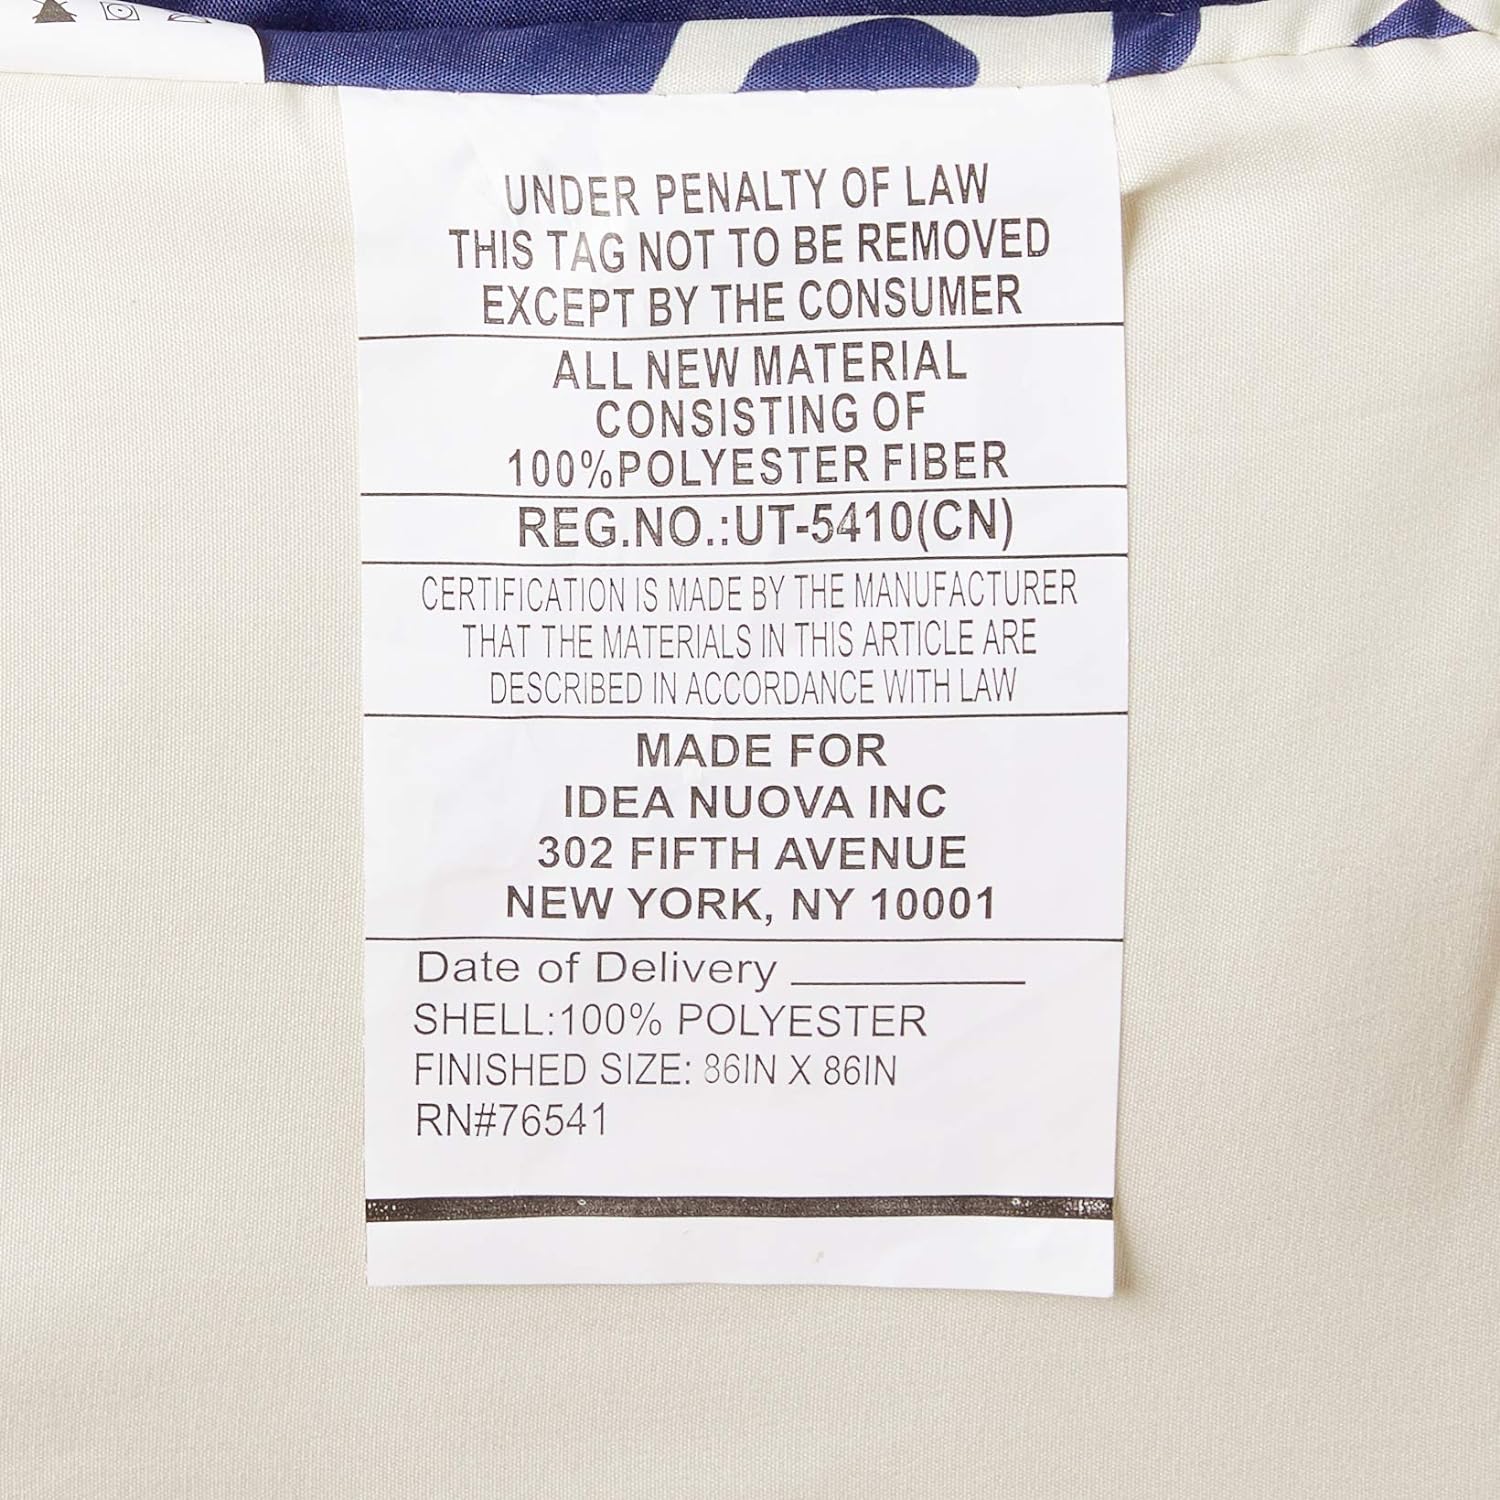 UNDER PENALTY OF LAW
THIS TAG NOT TO BE REMOVED
EXCEPT BY THE CONSUMER
ALL NEW MATERIAL
CONSISTING OF
100%POLYESTER FIBER
REG.NO.:UT-5410(CN)
CERTIFICATION IS MADE BY THE MANUFACTURER
THAT THE MATERIALS IN THIS ARTICLE ARE
DESCRIBED IN ACCORDANCE WITH LAW
MADE FOR
IDEA NUOVA INC
302 FIFTH AVENUE
NEW YORK, NY 10001
Date of Delivery
SHELL:100% POLYESTER
FINISHED SIZE: 86IN X 86IN
RN#76541